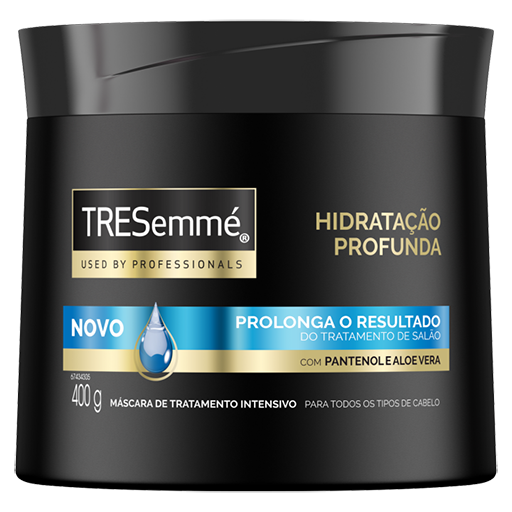 TRESemmé®
USED BY PROFESSIONALS
HIDRATAÇÃO
PROFUNDA
NOVO
PROLONGA O RESULTADO
DO TRATAMENTO DE SALÃO
COM PANTENOL E ALOE VERA
67434305
400 g
MÁSCARA DE TRATAMENTO INTENSIVO PARA TODOS OS TIPOS DE CABELO